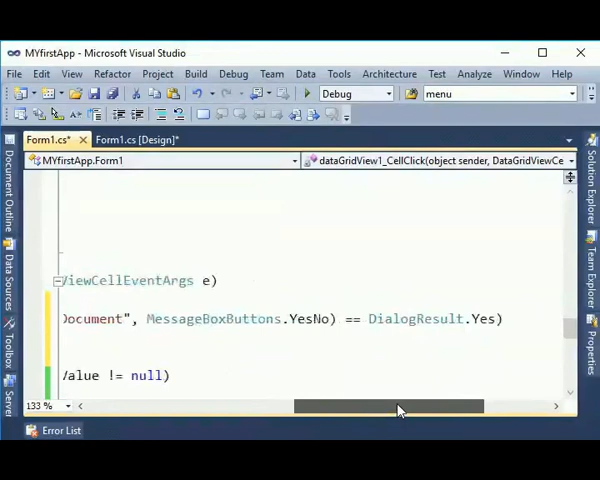 MYfirstApp - Microsoft Visual Studio
File Edit View Refactor Project Build Debug Team Data Tools Architecture Test Analyze Window Help
Debug menu
Form1.cs* Form1.cs [Design]*
MYfirstApp.Form1 dataGridView1_CellClick(object sender, DataGridViewCe
Document Outline
Data Sources
Toolbox
Server
Solution Explorer
Team Explorer
Properties
ViewCellEventArgs e)
Document", MessageBoxButtons.YesNo) == DialogResult.Yes)
Value != null)
133 %
Error List